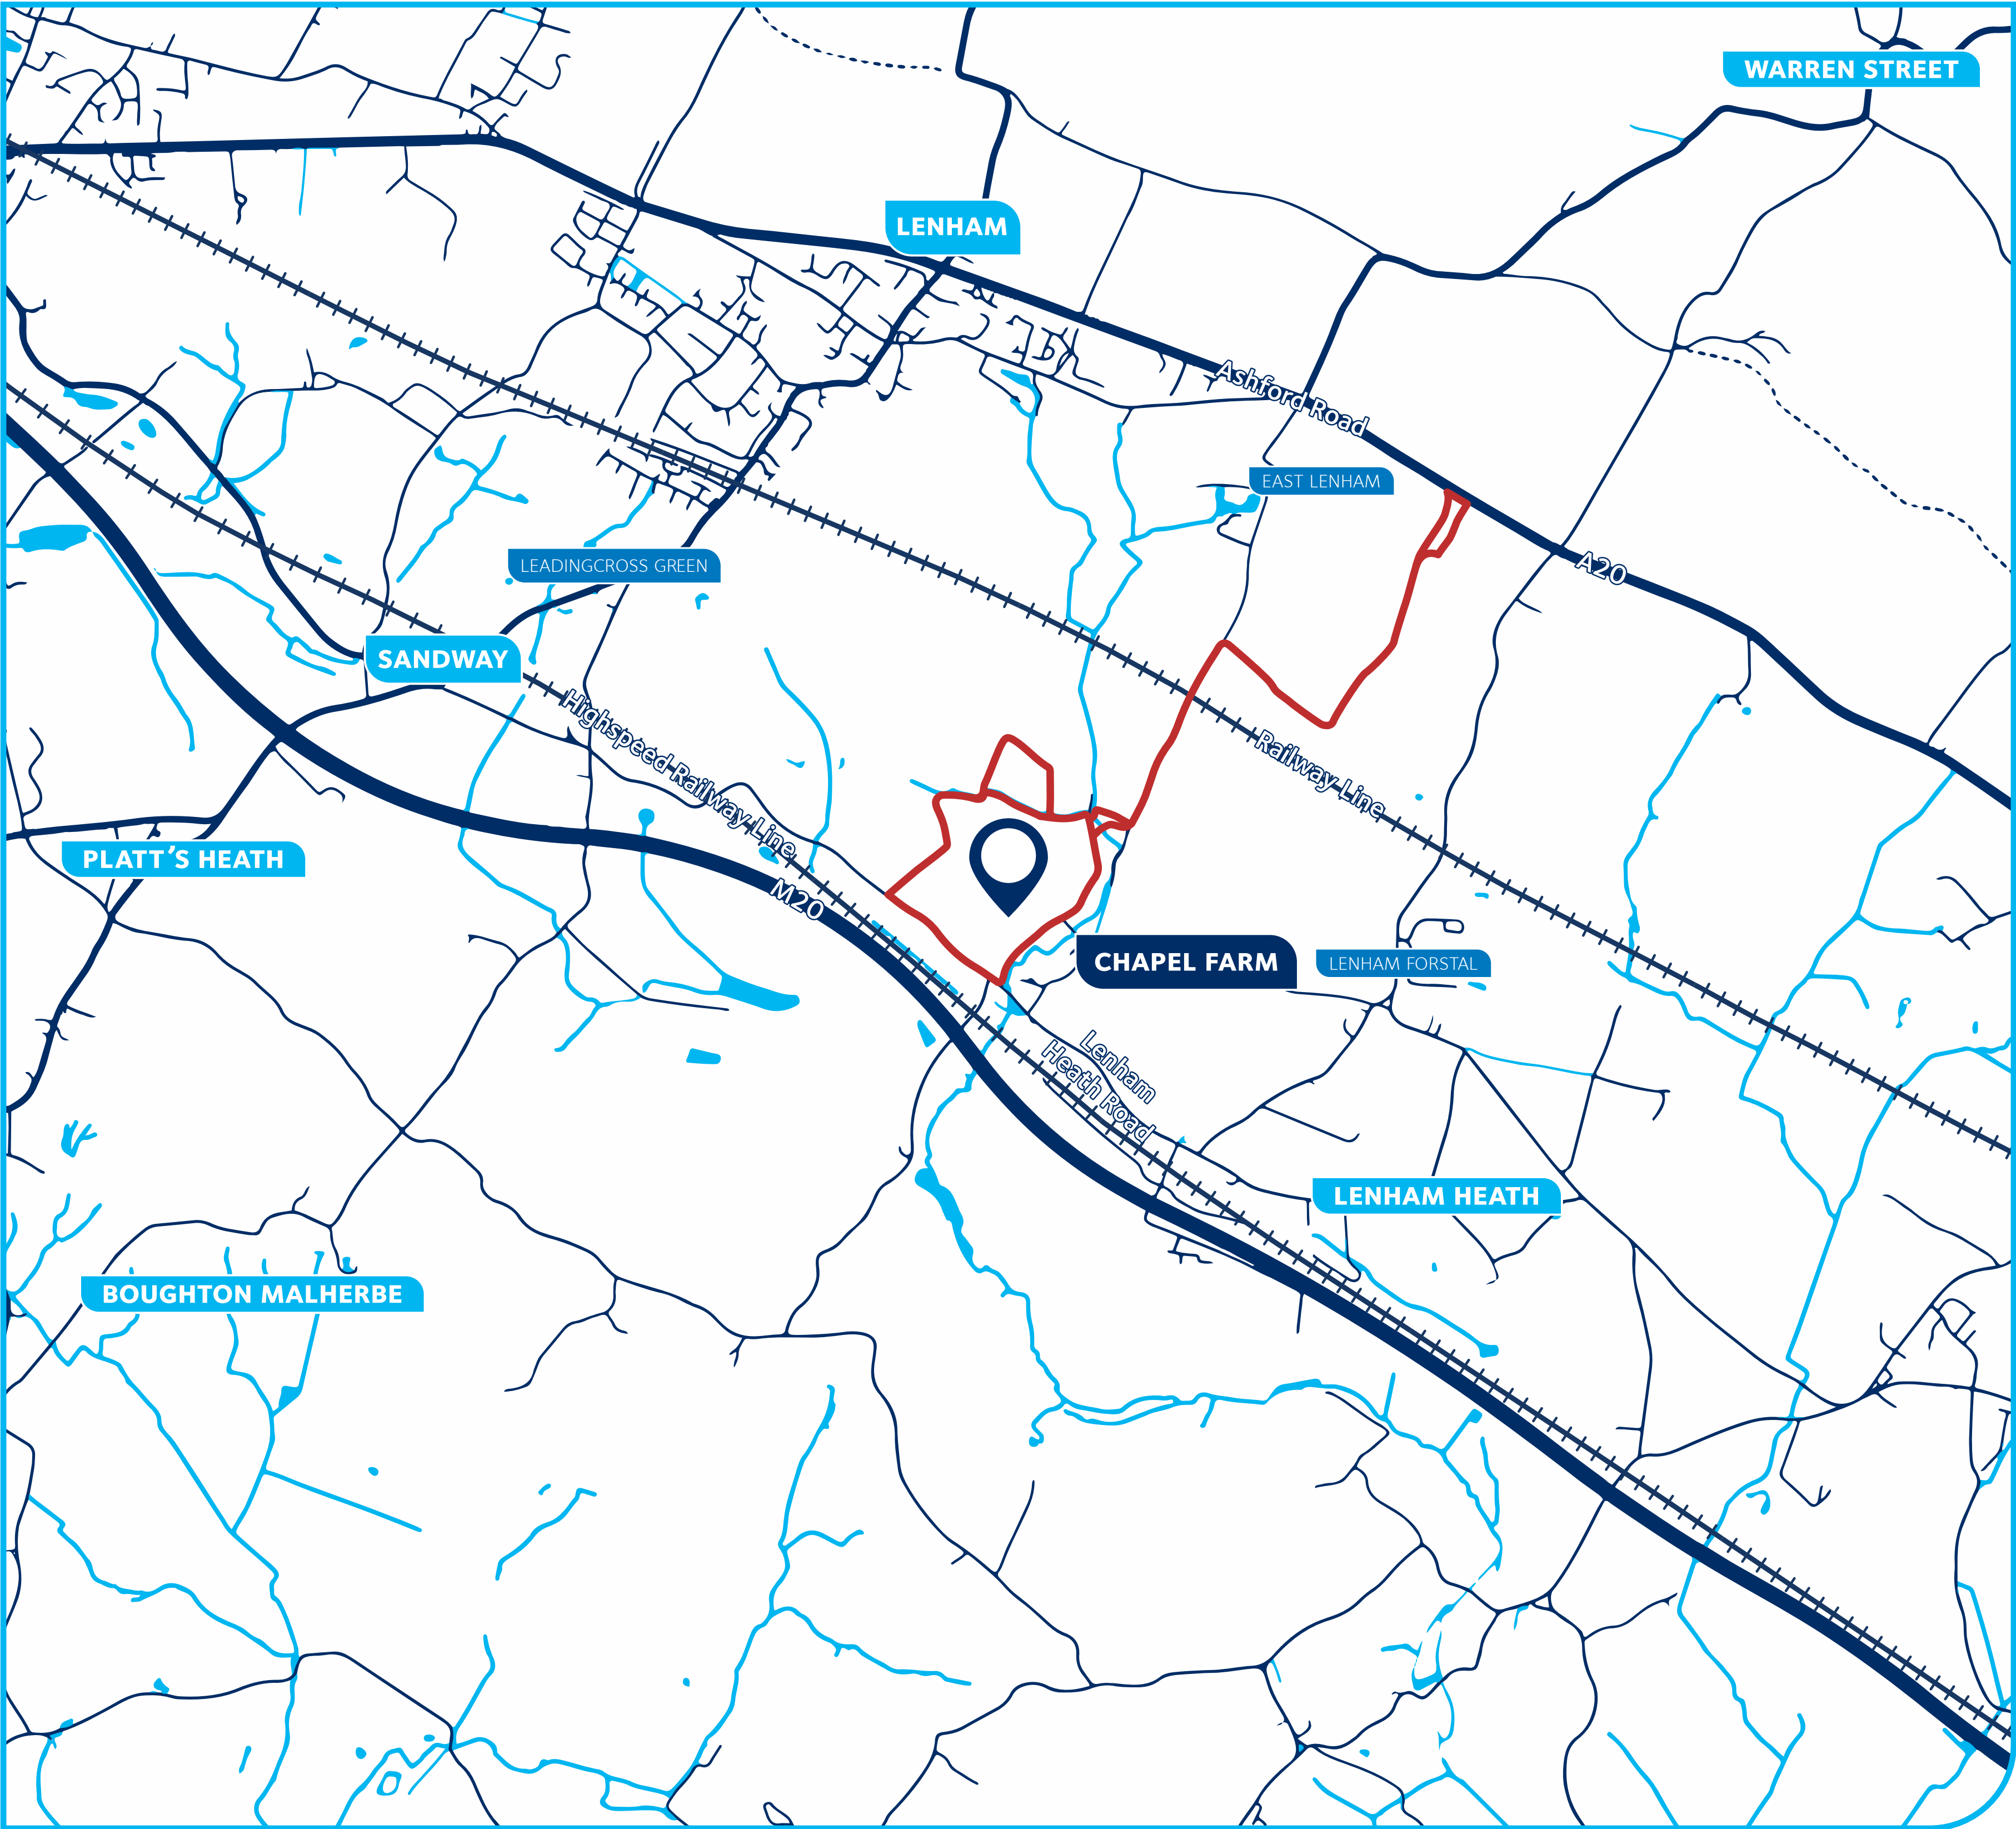 WARREN STREET
LENHAM
Ashford Road
EAST LENHAM
LEADINGCROSS GREEN
A20
SANDWAY
Highspeed Railway Line
Railway Line
PLATT'S HEATH
M20
CHAPEL FARM
LENHAM FORSTAL
Lenham
Heath Road
LENHAM HEATH
BOUGHTON MALHERBE